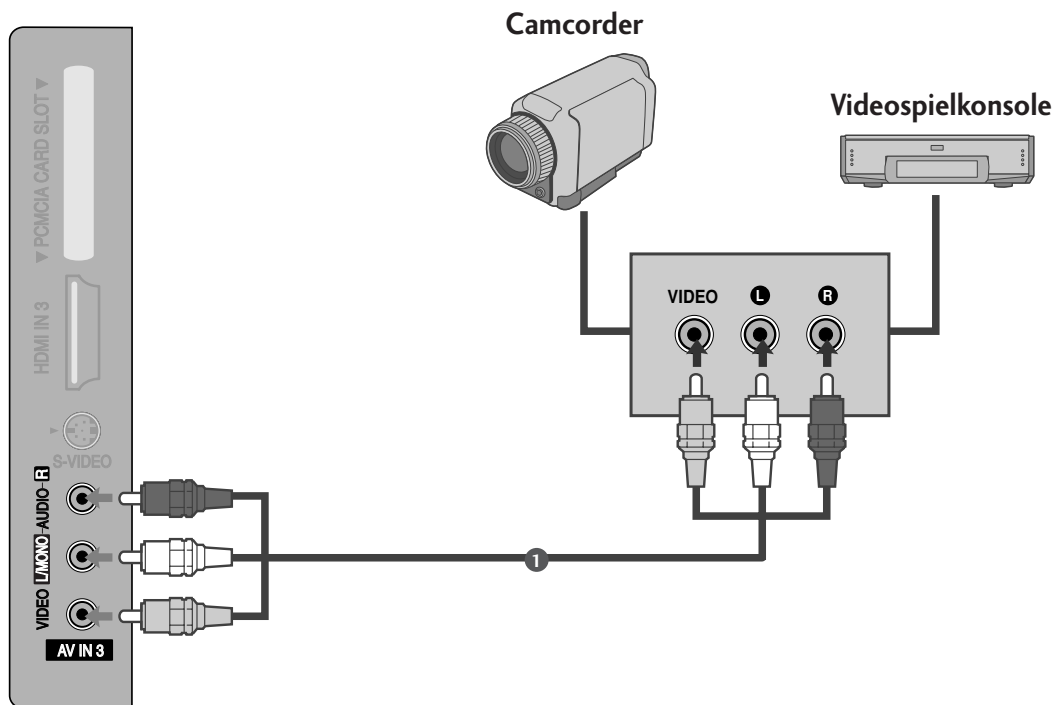 Camcorder
Videospielkonsole
▼ PCMCIA CARD SLOT ▼
HDMI IN 3
S-VIDEO
VIDEO L/MONO-AUDIO-R
AV IN 3
VIDEO L R
1